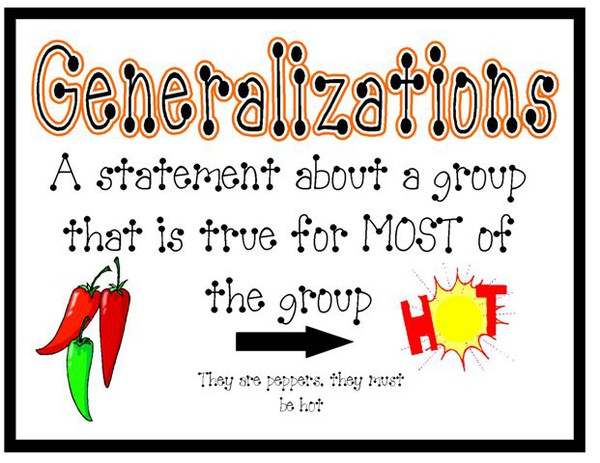 Generalizations
A statement about a group
that is true for MOST of
the group
HOT
They are peppers, they must
be hot